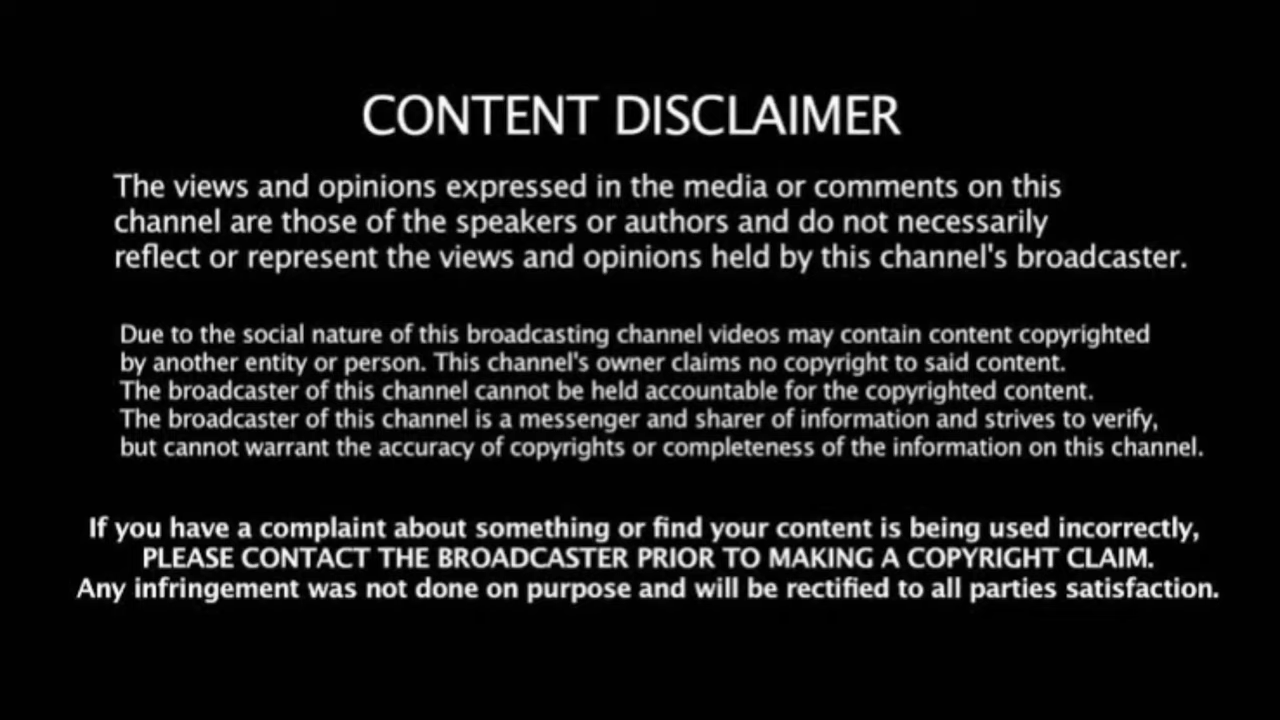 CONTENT DISCLAIMER
The views and opinions expressed in the media or comments on this
channel are those of the speakers or authors and do not necessarily
reflect or represent the views and opinions held by this channel's broadcaster.
Due to the social nature of this broadcasting channel videos may contain content copyrighted
by another entity or person. This channel's owner claims no copyright to said content.
The broadcaster of this channel cannot be held accountable for the copyrighted content.
The broadcaster of this channel is a messenger and sharer of information and strives to verify,
but cannot warrant the accuracy of copyrights or completeness of the information on this channel.
If you have a complaint about something or find your content is being used incorrectly,
PLEASE CONTACT THE BROADCASTER PRIOR TO MAKING A COPYRIGHT CLAIM.
Any infringement was not done on purpose and will be rectified to all parties satisfaction.